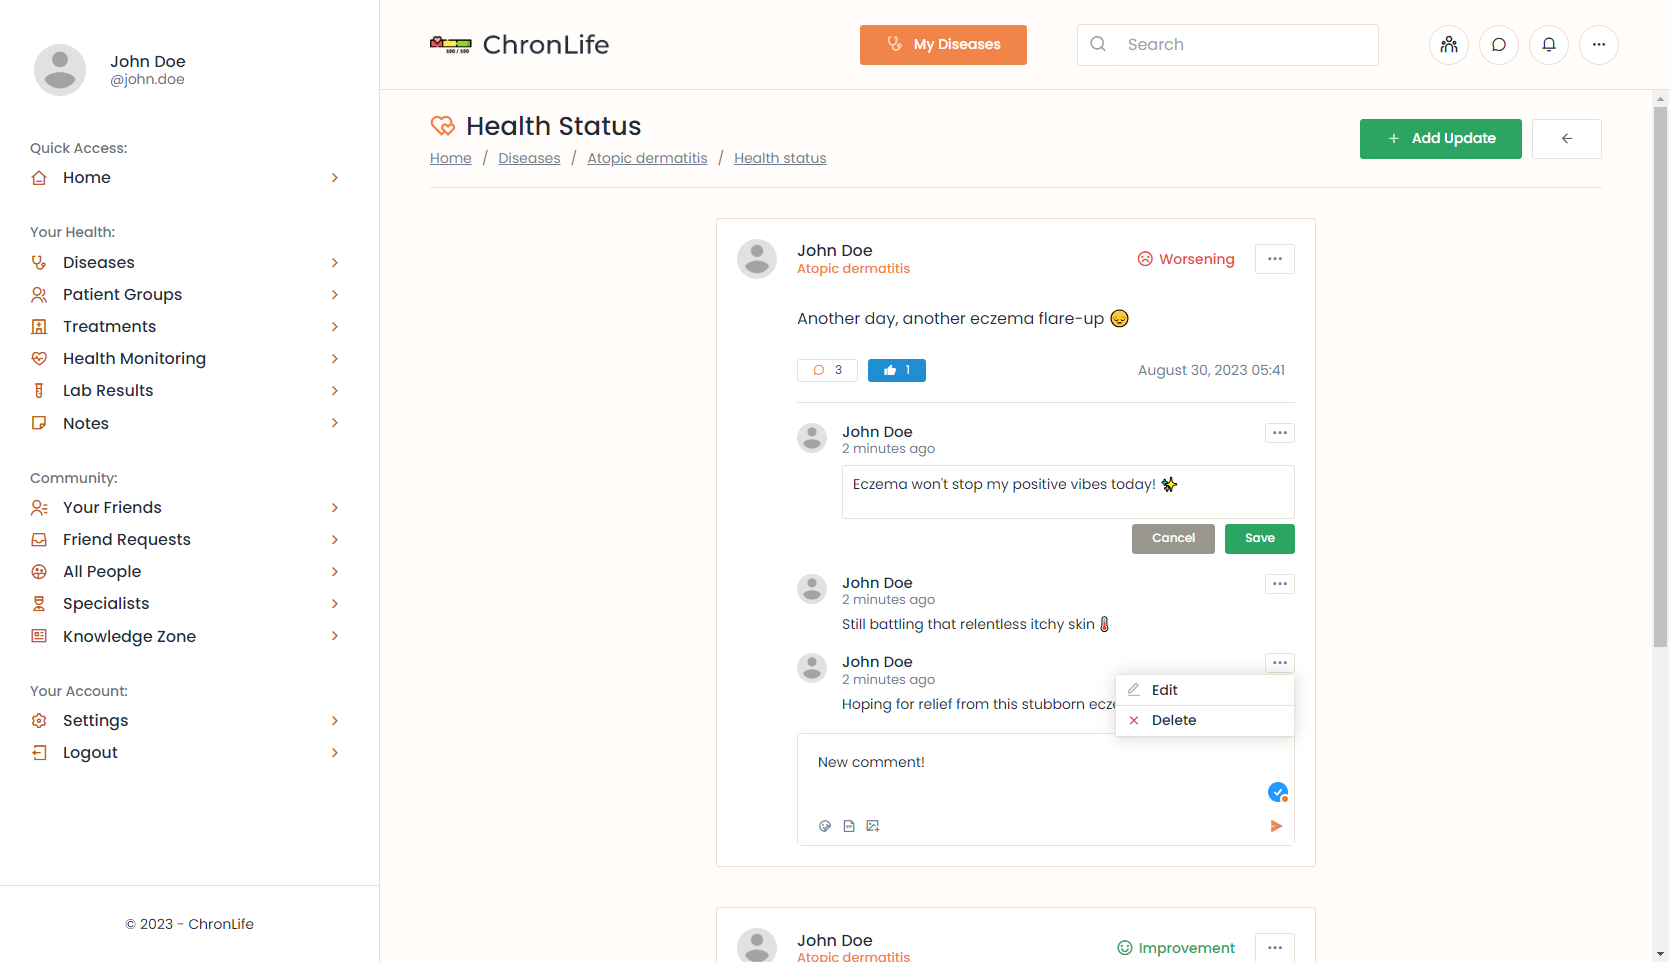 John Doe
@john.doe
Quick Access:
Home
Your Health:
Diseases
Patient Groups
Treatments
Health Monitoring
Lab Results
Notes
Community:
Your Friends
Friend Requests
All People
Specialists
Knowledge Zone
Your Account:
Settings
Logout
© 2023 - ChronLife
100 / 100
ChronLife
My Diseases
Search
Health Status
Home / Diseases / Atopic dermatitis / Health status
+ Add Update
John Doe
Atopic dermatitis
Worsening
Another day, another eczema flare-up 😔
3
1
August 30, 2023 05:41
John Doe
2 minutes ago
Eczema won't stop my positive vibes today! ✨
Cancel
Save
John Doe
2 minutes ago
Still battling that relentless itchy skin 🌡️
John Doe
2 minutes ago
Hoping for relief from this stubborn
Edit
Delete
New comment!
John Doe
Atopic dermatitis
Improvement